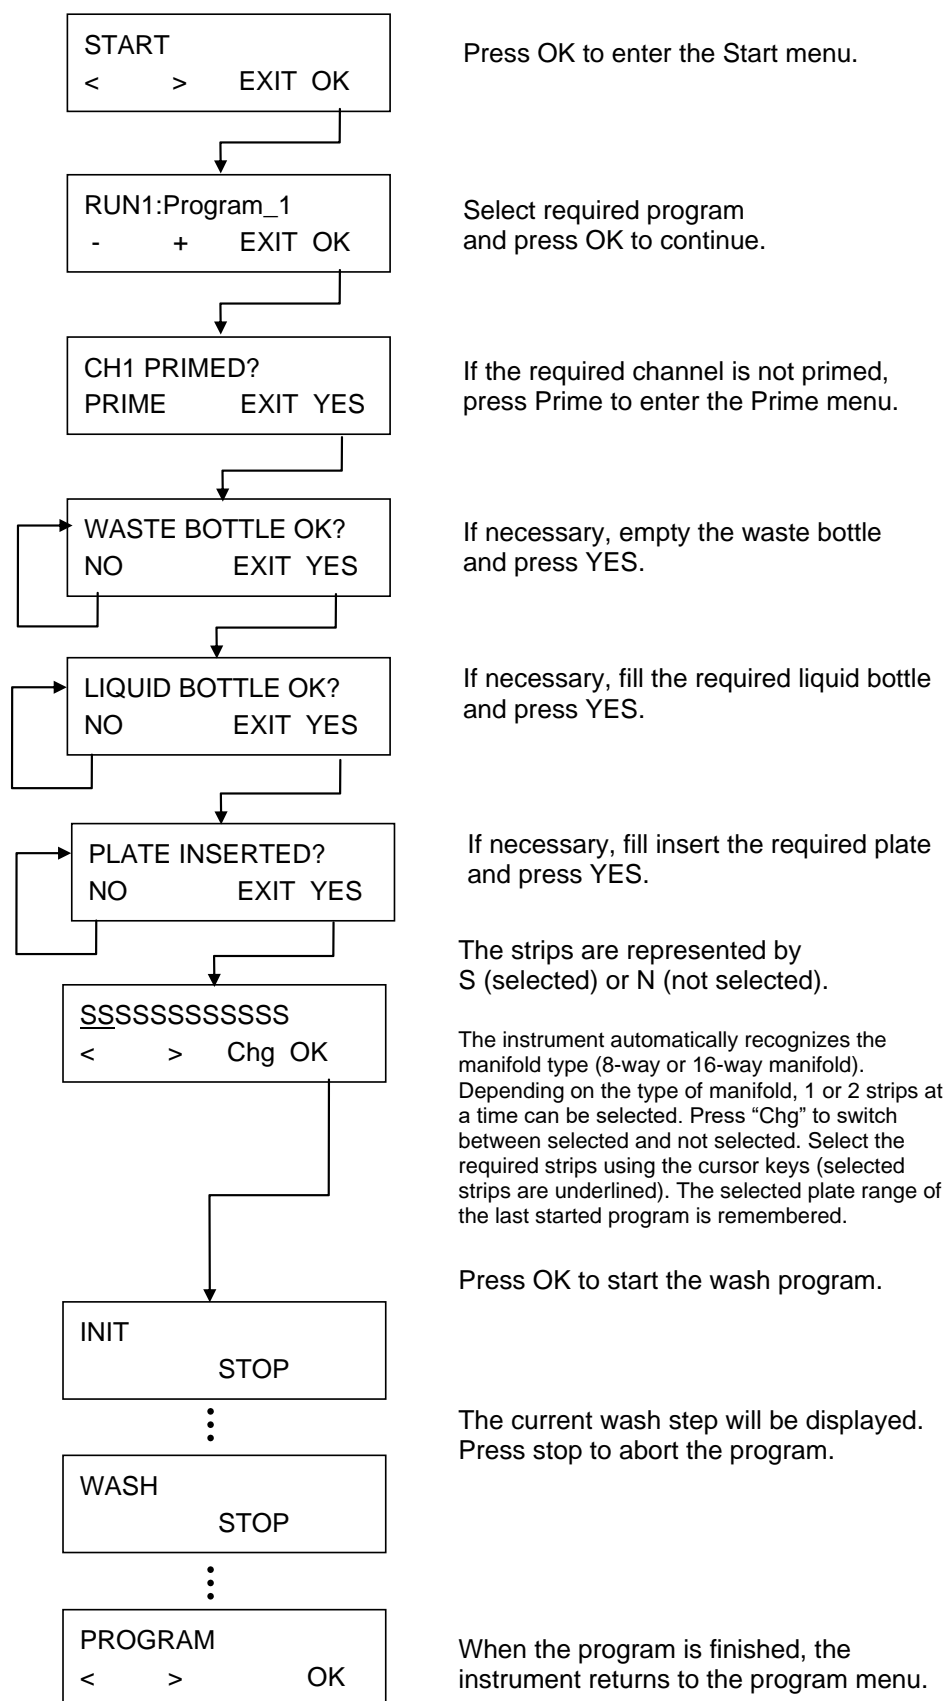 START
< > EXIT OK
Press OK to enter the Start menu.
RUN1:Program_1
- + EXIT OK
Select required program
and press OK to continue.
CH1 PRIMED?
PRIME EXIT YES
If the required channel is not primed,
press Prime to enter the Prime menu.
WASTE BOTTLE OK?
NO EXIT YES
If necessary, empty the waste bottle
and press YES.
LIQUID BOTTLE OK?
NO EXIT YES
If necessary, fill the required liquid bottle
and press YES.
PLATE INSERTED?
NO EXIT YES
If necessary, fill insert the required plate
and press YES.
The strips are represented by
S (selected) or N (not selected).
SSSSSSSSSSSS
< > Chg OK
The instrument automatically recognizes the
manifold type (8-way or 16-way manifold).
Depending on the type of manifold, 1 or 2 strips at
a time can be selected. Press “Chg” to switch
between selected and not selected. Select the
required strips using the cursor keys (selected
strips are underlined). The selected plate range of
the last started program is remembered.
Press OK to start the wash program.
INIT
STOP
The current wash step will be displayed.
Press stop to abort the program.
WASH
STOP
PROGRAM
< > OK
When the program is finished, the
instrument returns to the program menu.